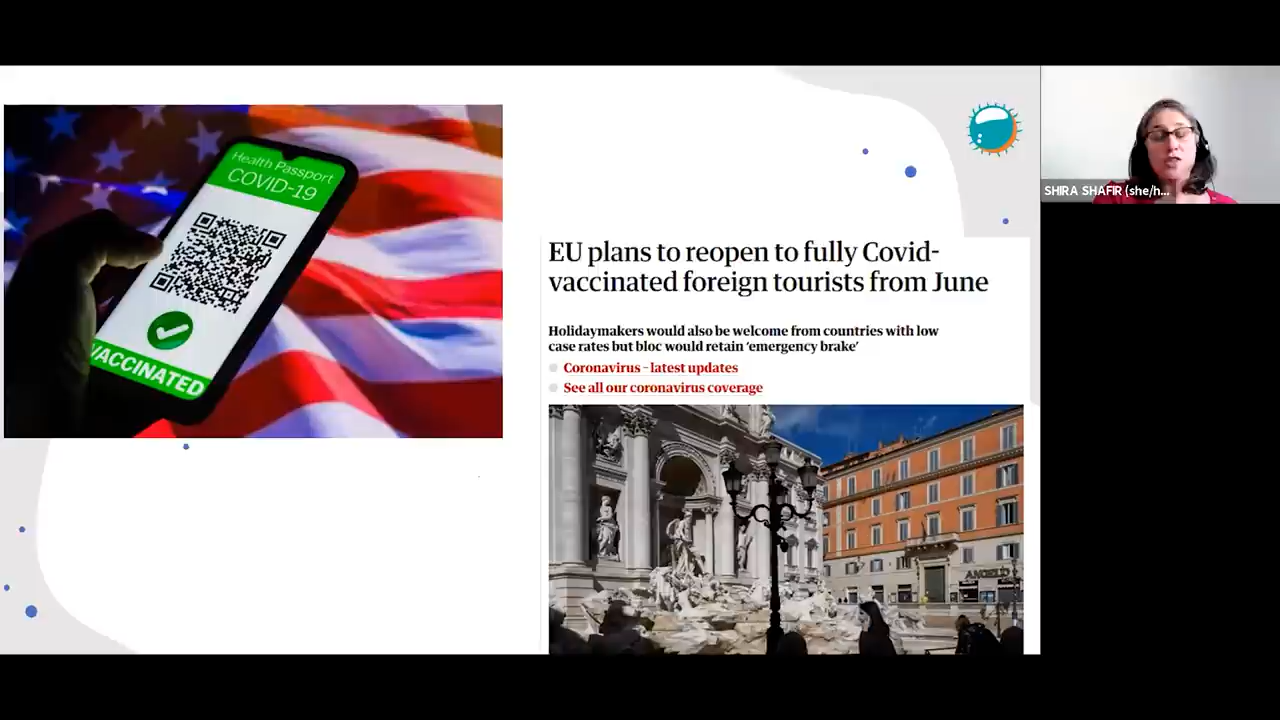 Health Passport
COVID-19
VACCINATED
EU plans to reopen to fully Covid-
vaccinated foreign tourists from June
Holidaymakers would also be welcome from countries with low
case rates but bloc would retain ‘emergency brake’
Coronavirus – latest updates
See all our coronavirus coverage
ANGELO
SHIRA SHAFIR (she/h...